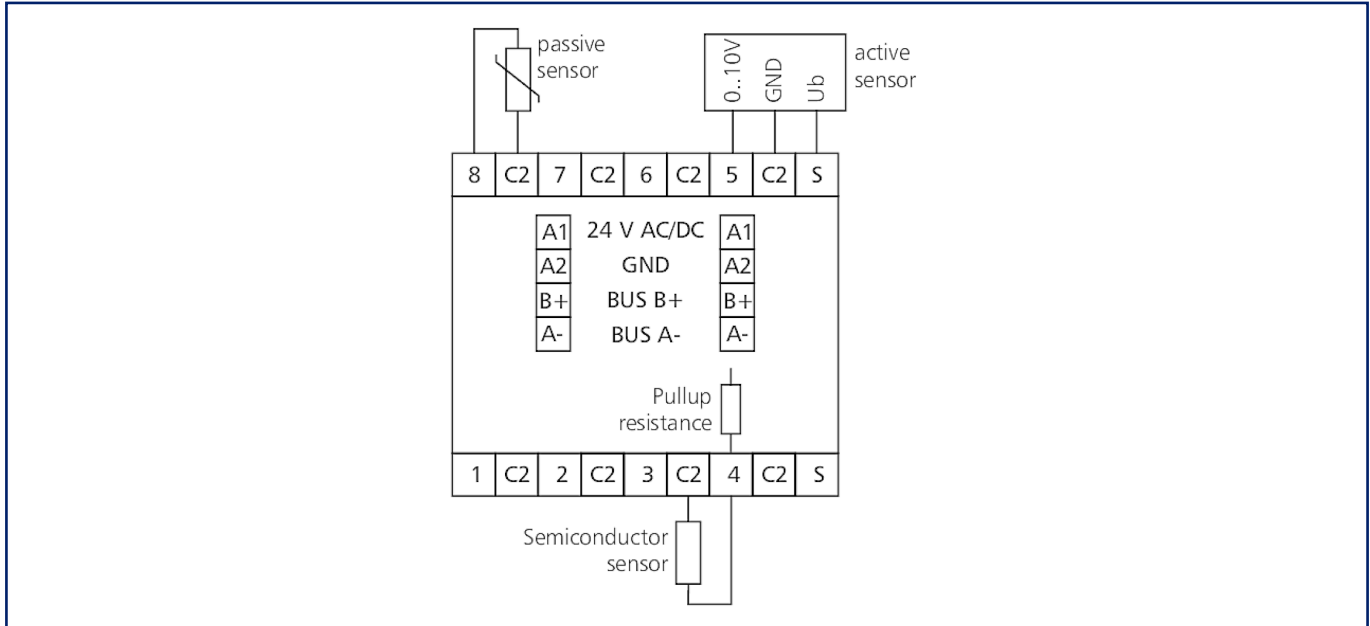 passive
sensor
0..10V
GND
Ub
active
sensor
8 C2 7 C2 6 C2 5 C2 S
A1 24 V AC/DC A1
A2 GND A2
B+ BUS B+ B+
A- BUS A- A-
Pullup
resistance
1 C2 2 C2 3 C2 4 C2 S
Semiconductor
sensor